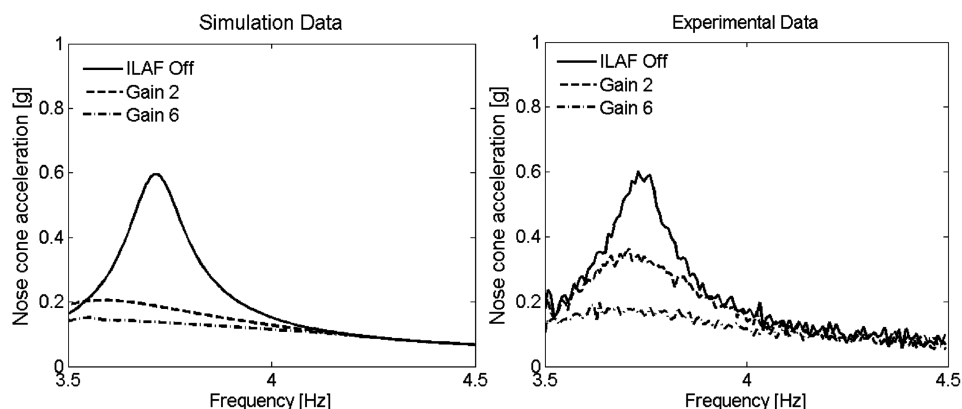 Simulation Data
Nose cone acceleration [g]
1
0.8
0.6
0.4
0.2
0
ILAF Off
Gain 2
Gain 6
3.5
4
4.5
Frequency [Hz]
Experimental Data
Nose cone acceleration [g]
1
0.8
0.6
0.4
0.2
0
ILAF Off
Gain 2
Gain 6
3.5
4
4.5
Frequency [Hz]